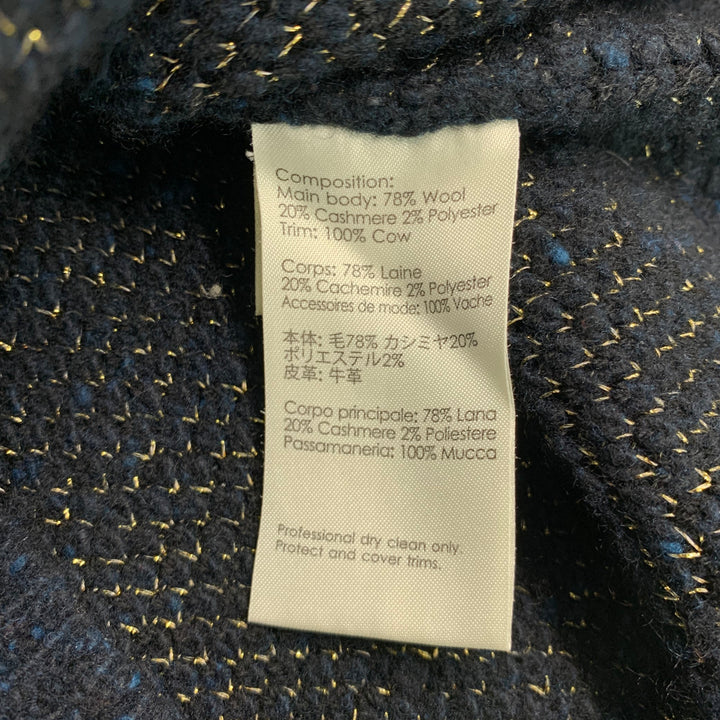 Composition:
Main body: 78% Wool
20% Cashmere 2% Polyester
Trim: 100% Cow
Corps: 78% Laine
20% Cachemire 2% Polyester
Accessoires de mode: 100% Vache
本体: 毛78% カシミヤ20%
ポリエステル2%
皮革: 牛革
Corpo principale: 78% Lana
20% Cashmere 2% Poliestere
Passamaneria: 100% Mucca
Professional dry clean only.
Protect and cover trims.